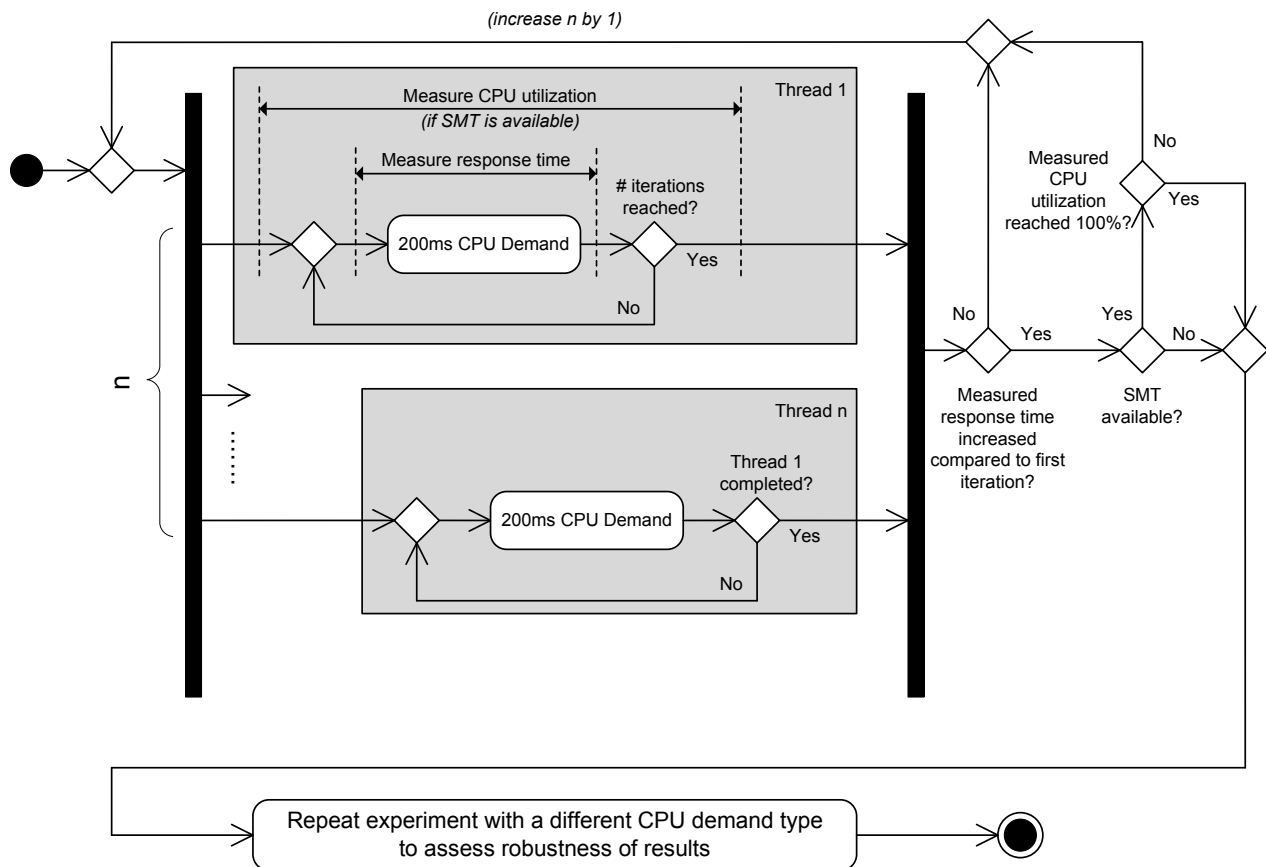 (increase n by 1)
Thread 1
Measure CPU utilization
(if SMT is available)
Measure response time
# iterations
reached?
200ms CPU Demand
Yes
No
n
Thread n
Thread 1
completed?
200ms CPU Demand
Yes
No
Measured
CPU
utilization
reached 100%?
No
Yes
No
Yes
Yes
No
Measured
response time
increased
compared to first
iteration?
SMT
available?
Repeat experiment with a different CPU demand type
to assess robustness of results